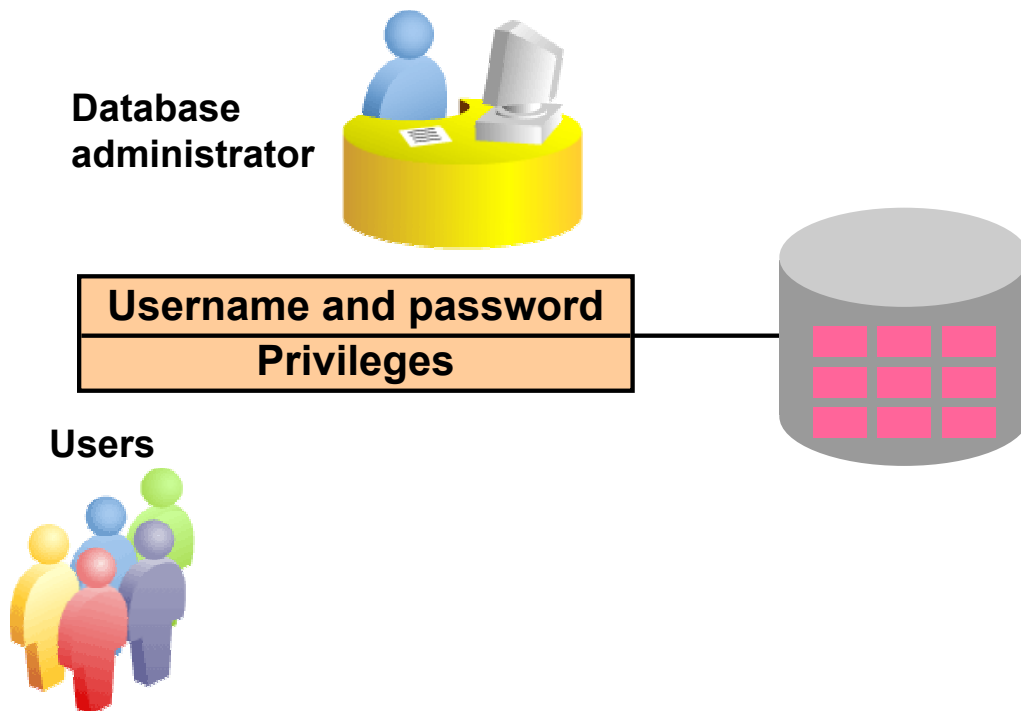 Database
administrator
Username and password
Privileges
Users